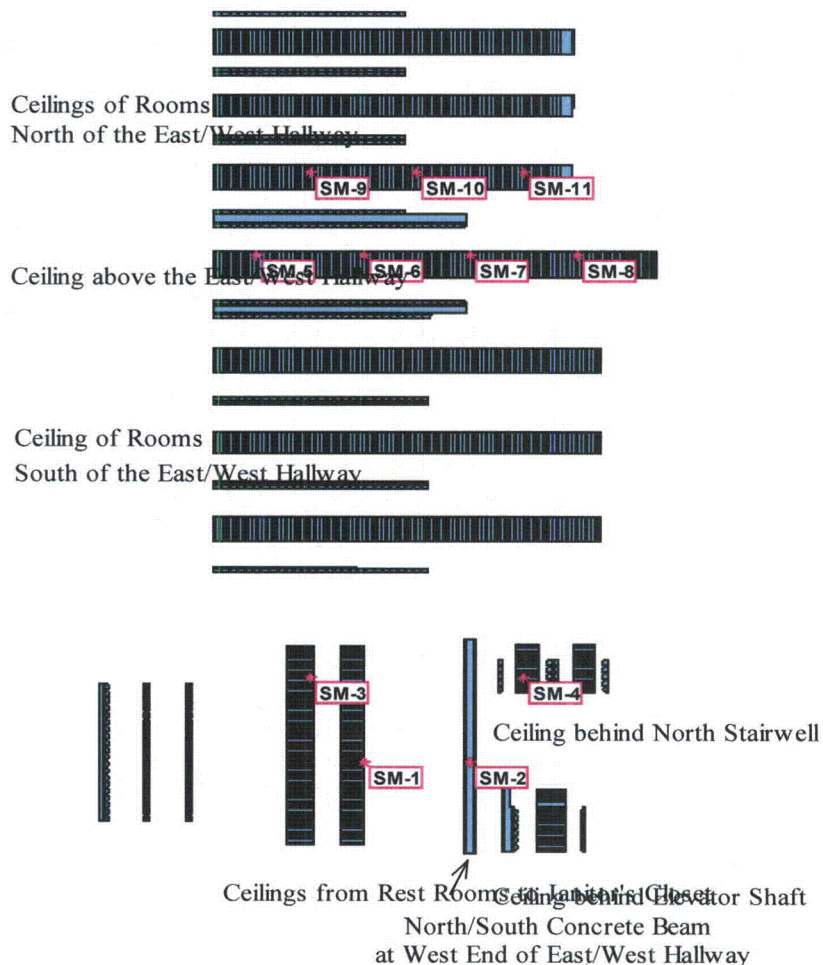 Ceilings of Rooms
North of the East/West Hallway
SM-9 SM-10 SM-11
SM-5 SM-6 SM-7 SM-8
Ceiling above the East/West Hallway
Ceiling of Rooms
South of the East/West Hallway
SM-3 SM-4
Ceiling behind North Stairwell
SM-1 SM-2
Ceilings from Rest Rooms to Janitor's Closet
Ceiling behind Elevator Shaft
North/South Concrete Beam
at West End of East/West Hallway